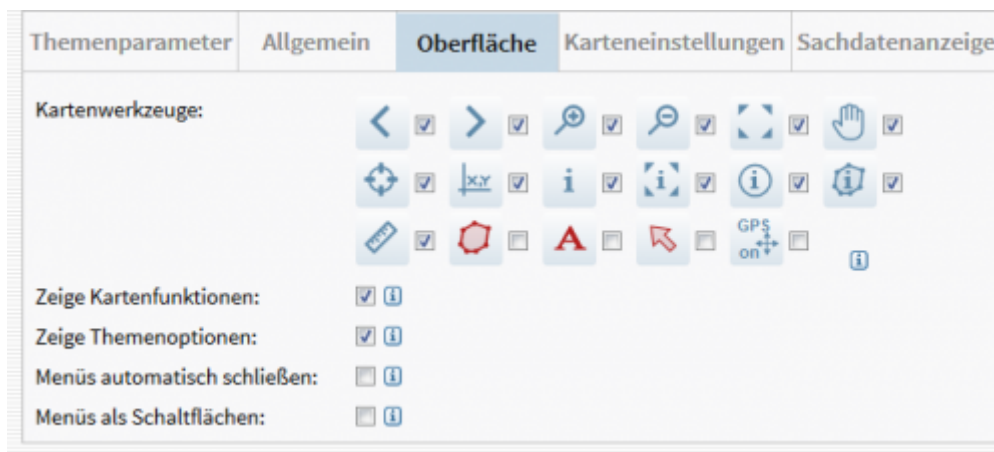 Themenparameter Allgemein Oberfläche Karteneinstellungen Sachdatenanzeige
Kartenwerkzeuge:
X,Y i i i i
A GPS on i
Zeige Kartenfunktionen: i
Zeige Themenoptionen: i
Menüs automatisch schließen: i
Menüs als Schaltflächen: i